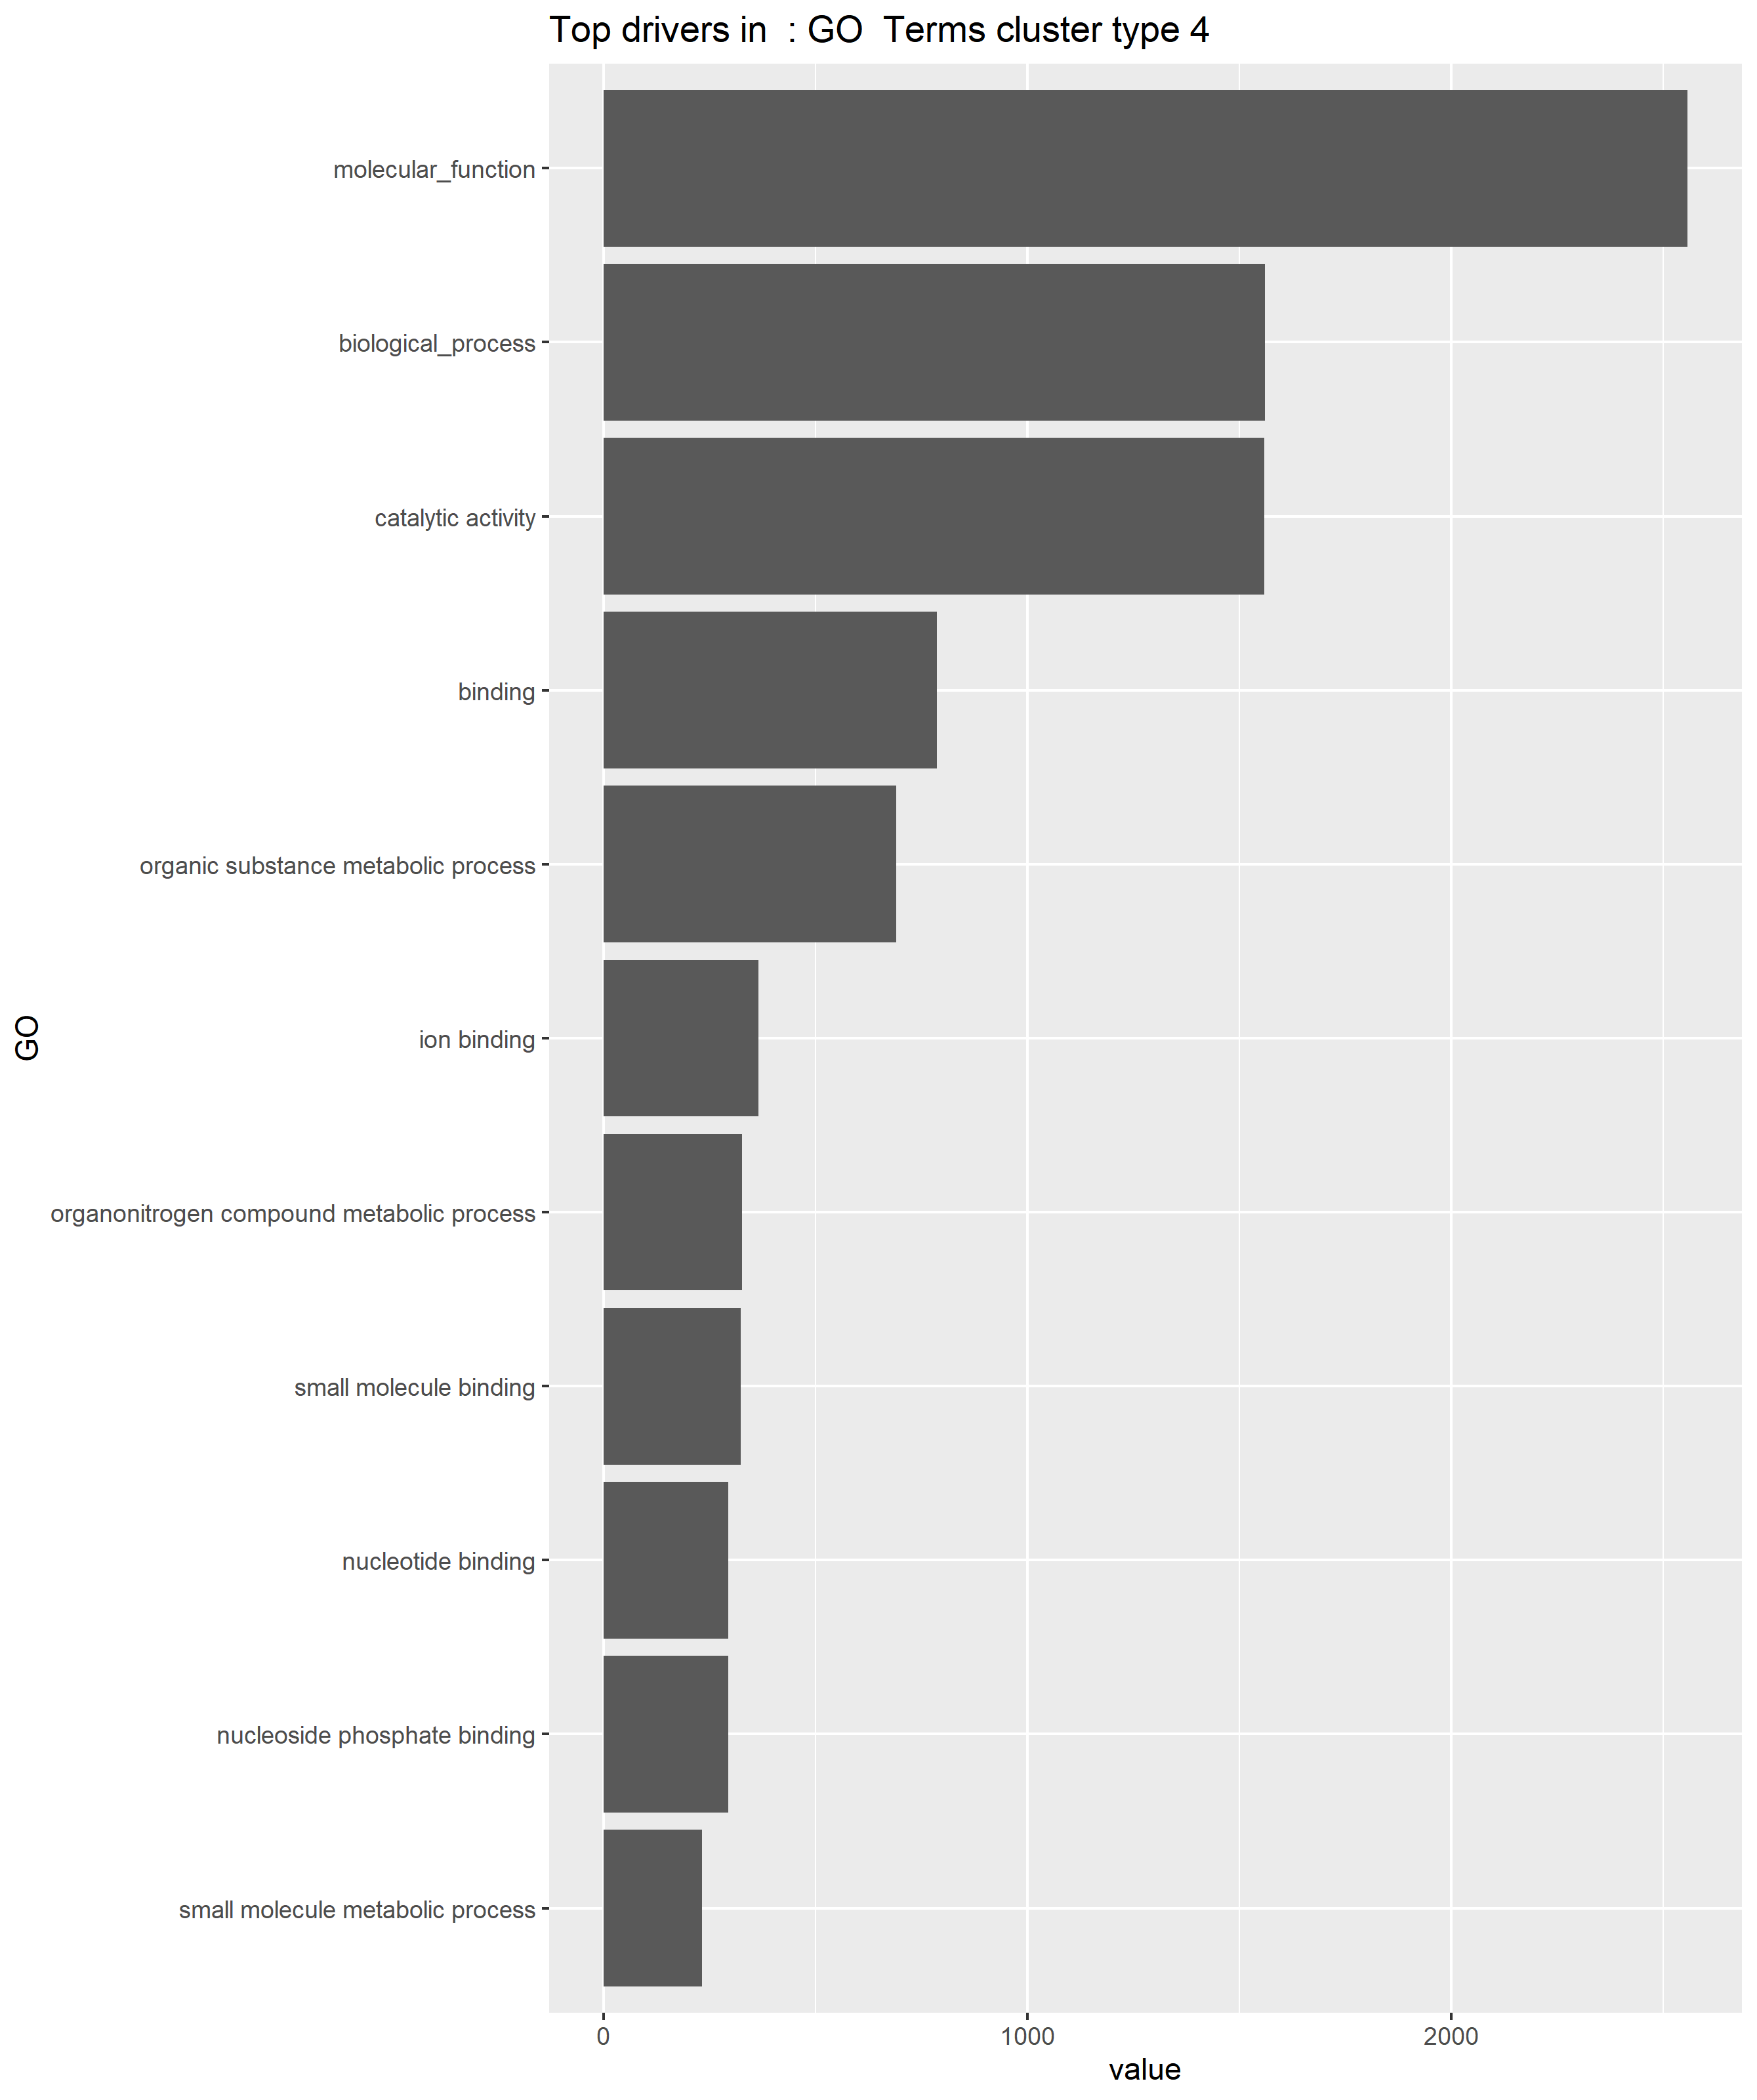 Top drivers in  : GO  Terms cluster type 4
molecular_function
biological_process
catalytic activity
binding
organic substance metabolic process
ion binding
organonitrogen compound metabolic process
small molecule binding
nucleotide binding
nucleoside phosphate binding
small molecule metabolic process
GO
0 1000 2000
value